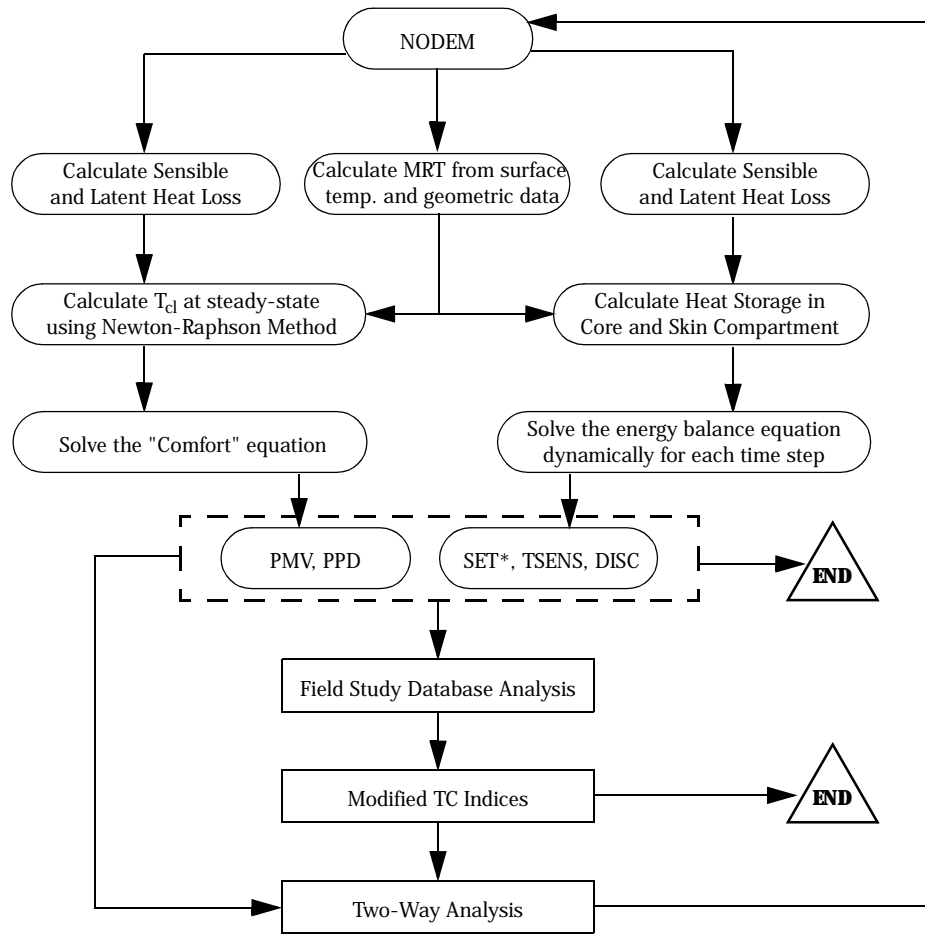 NODEM
Calculate Sensible
and Latent Heat Loss
Calculate MRT from surface
temp. and geometric data
Calculate Sensible
and Latent Heat Loss
Calculate Tcl at steady-state
using Newton-Raphson Method
Calculate Heat Storage in
Core and Skin Compartment
Solve the "Comfort" equation
Solve the energy balance equation
dynamically for each time step
PMV, PPD
SET*, TSENS, DISC
END
Field Study Database Analysis
Modified TC Indices
END
Two-Way Analysis